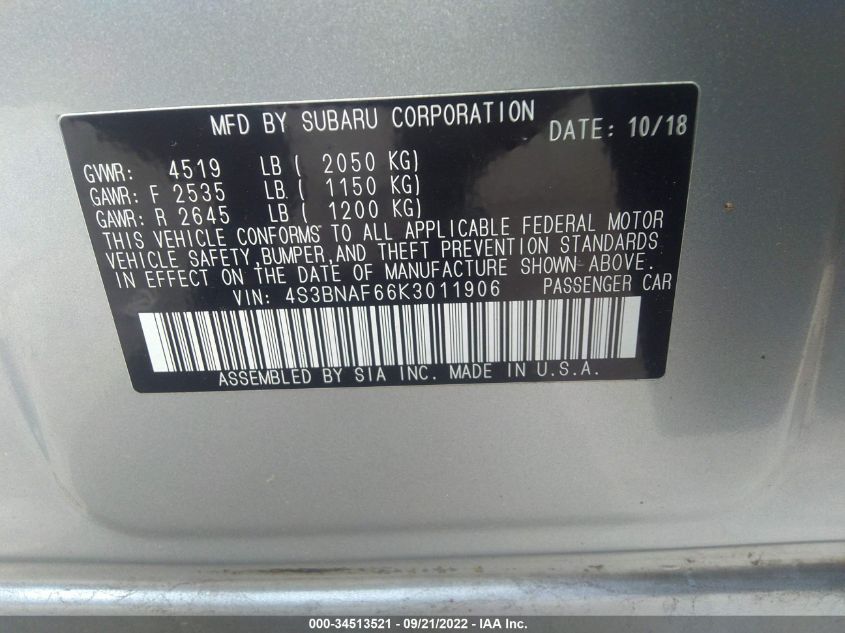 MFD BY SUBARU CORPORATION DATE: 10/18
GVWR: 4519 LB ( 2050 KG)
GAWR: F 2535 LB ( 1150 KG)
GAWR: R 2645 LB ( 1200 KG)
THIS VEHICLE CONFORMS TO ALL APPLICABLE FEDERAL MOTOR
VEHICLE SAFETY,BUMPER,AND THEFT PREVENTION STANDARDS
IN EFFECT ON THE DATE OF MANUFACTURE SHOWN ABOVE.
VIN: 4S3BNAF66K3011906 PASSENGER CAR
ASSEMBLED BY SIA INC. MADE IN U.S.A.
000-34513521 - 09/21/2022 - IAA Inc.